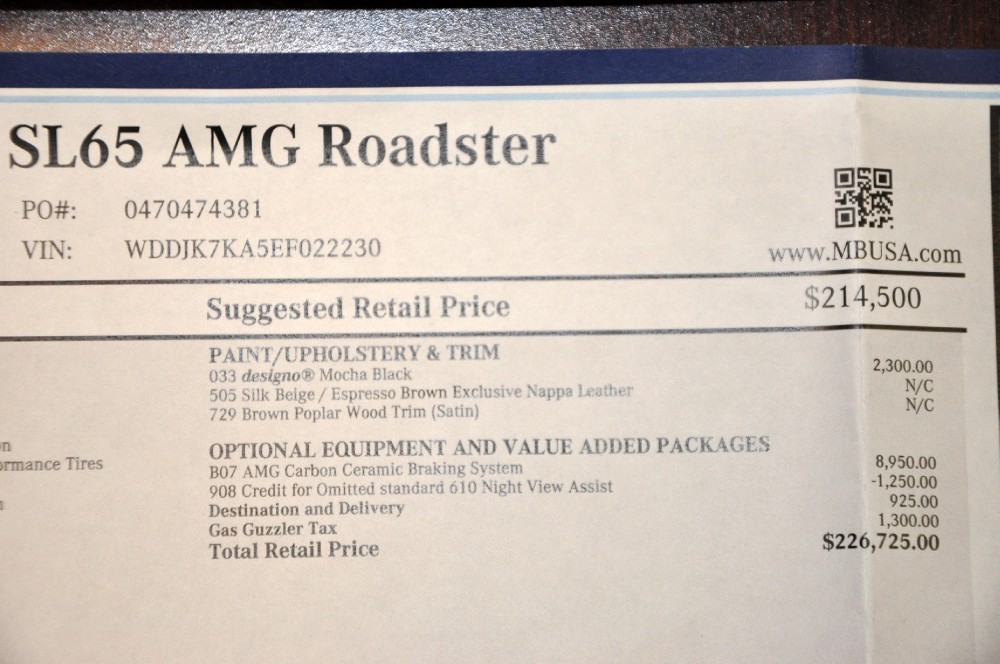 SL65 AMG Roadster
PO#: 0470474381
VIN: WDDJK7KA5EF022230
www.MBUSA.com
Suggested Retail Price $214,500
PAINT/UPHOLSTERY & TRIM
033 designo® Mocha Black 2,300.00
505 Silk Beige / Espresso Brown Exclusive Nappa Leather N/C
729 Brown Poplar Wood Trim (Satin) N/C
OPTIONAL EQUIPMENT AND VALUE ADDED PACKAGES
ormance Tires
B07 AMG Carbon Ceramic Braking System 8,950.00
908 Credit for Omitted standard 610 Night View Assist -1,250.00
Destination and Delivery 925.00
Gas Guzzler Tax 1,300.00
Total Retail Price $226,725.00